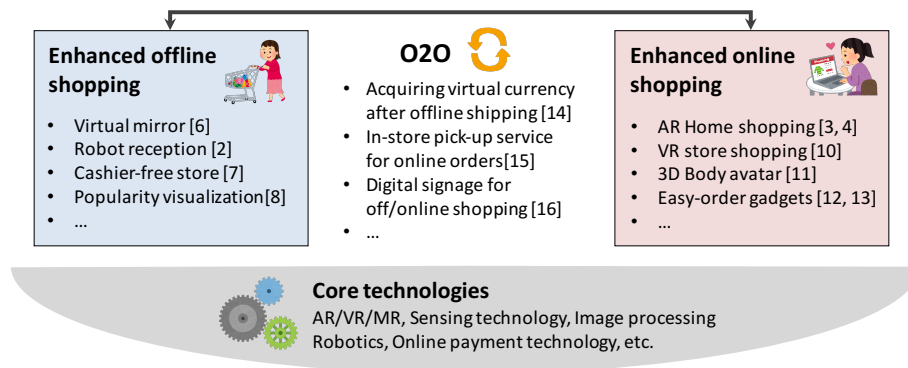 Enhanced offline
shopping
• Virtual mirror [6]
• Robot reception [2]
• Cashier-free store [7]
• Popularity visualization[8]
• ...
O2O
• Acquiring virtual currency
after offline shipping [14]
• In-store pick-up service
for online orders[15]
• Digital signage for
off/online shopping [16]
• ...
Enhanced online
shopping
• AR Home shopping [3, 4]
• VR store shopping [10]
• 3D Body avatar [11]
• Easy-order gadgets [12, 13]
• ...
Core technologies
AR/VR/MR, Sensing technology, Image processing
Robotics, Online payment technology, etc.